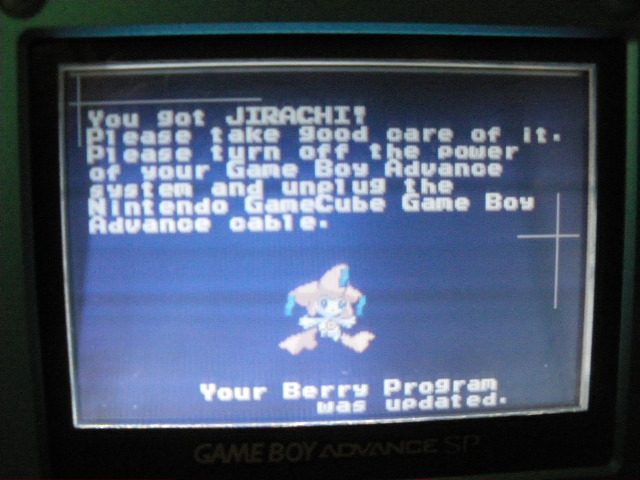 You got JIRACHI!
Please take good care of it.
Please turn off the power
of your Game Boy Advance
system and unplug the
Nintendo GameCube Game Boy
Advance cable.
Your Berry Program
was updated.
GAME BOY ADVANCE SP